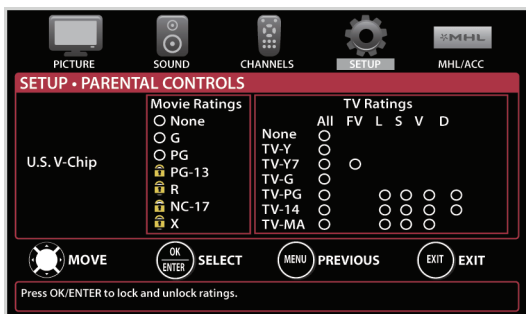 MHL
PICTURE SOUND CHANNELS SETUP MHL/ACC
SETUP • PARENTAL CONTROLS
U.S. V-Chip
Movie Ratings
None
G
PG
PG-13
R
NC-17
X
TV Ratings
All FV L S V D
None
TV-Y
TV-Y7
TV-G
TV-PG
TV-14
TV-MA
MOVE OK/ENTER SELECT MENU PREVIOUS EXIT EXIT
Press OK/ENTER to lock and unlock ratings.